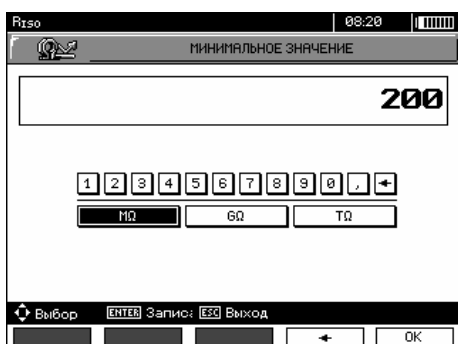 RISO 08:20
МИНИМАЛЬНОЕ ЗНАЧЕНИЕ
200
1 2 3 4 5 6 7 8 9 0 , ←
MΩ GΩ TΩ
Выбор ENTER Запись ESC Выход
← OK